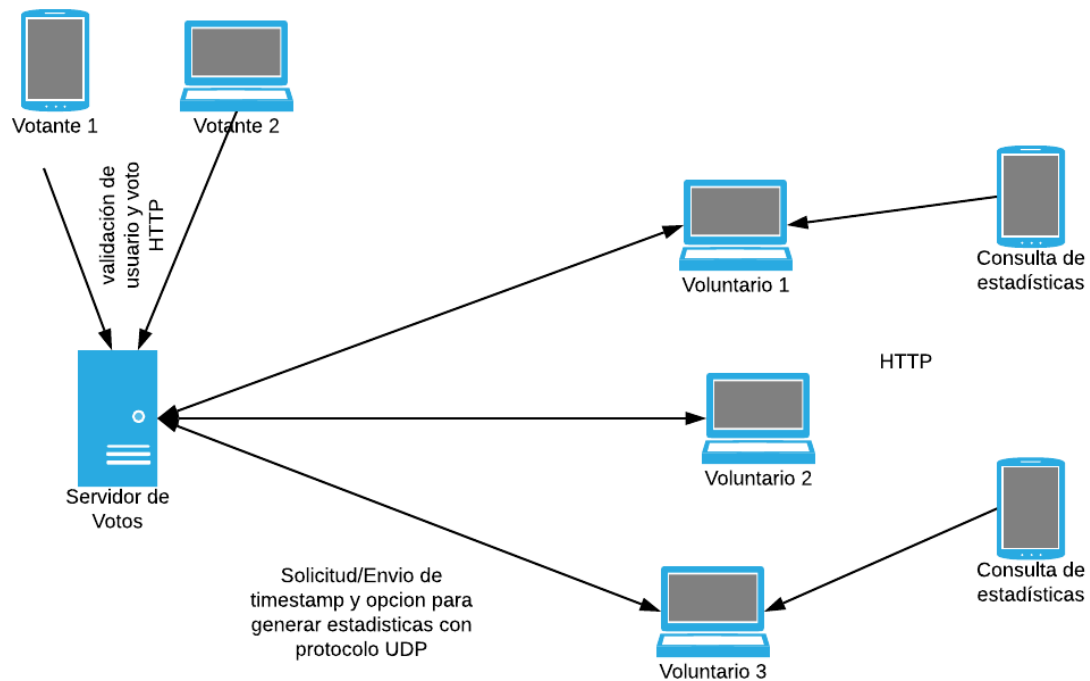 Votante 1
Votante 2
validación de
usuario y voto
HTTP
Voluntario 1
Consulta de
estadísticas
HTTP
Voluntario 2
Servidor de
Votos
Solicitud/Envio de
timestamp y opcion para
generar estadisticas con
protocolo UDP
Voluntario 3
Consulta de
estadísticas